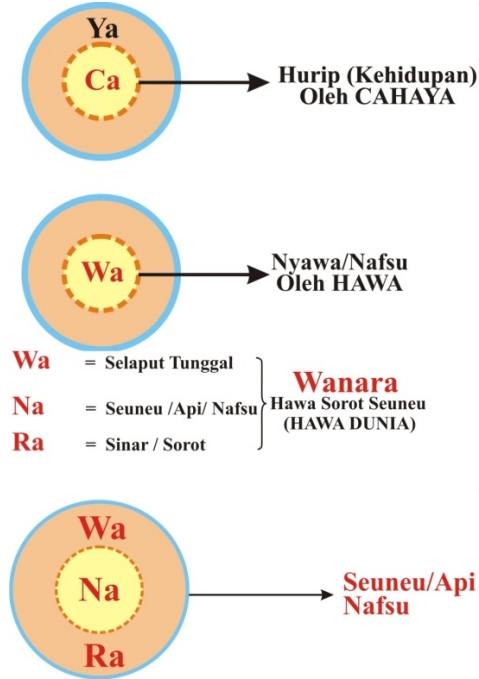 Ya
Ca
Hurip (Kehidupan)
Oleh CAHAYA
Wa
Nyawa/Nafsu
Oleh HAWA
Wa = Selaput Tunggal
Na = Seuneu /Api/ Nafsu
Ra = Sinar / Sorot
Wanara
Hawa Sorot Seuneu
(HAWA DUNIA)
Wa
Na
Ra
Seuneu/Api
Nafsu